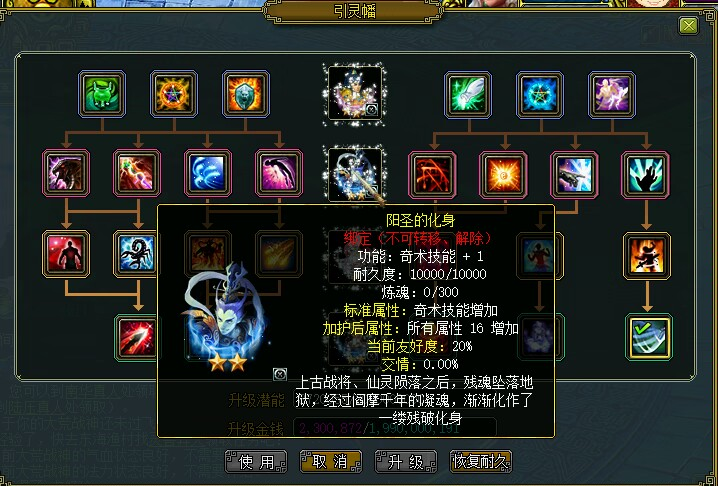 引灵幡
阳圣的化身
绑定（不可转移、解除）
功能：奇术技能 + 1
耐久度：10000/10000
炼魂：0/300
标准属性：奇术技能增加
加护后属性：所有属性 16 增加
当前友好度：20%
交情：0.00%
上古战将、仙灵陨落之后，残魂坠落地
狱，经过阎摩千年的凝魂，渐渐化作了
一缕残破化身
升级潜能
升级金钱 2,300,872/1,990,000,191
使 用 取 消 升 级 恢复耐久